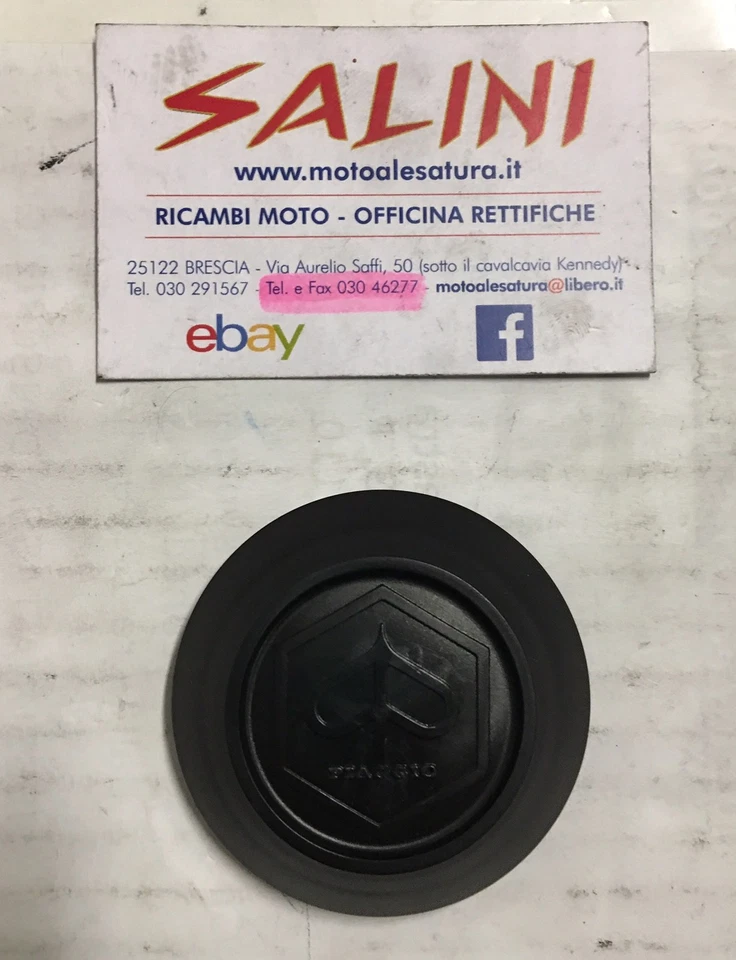 SALINI
www.motoalesatura.it
RICAMBI MOTO - OFFICINA RETTIFICHE
25122 BRESCIA - Via Aurelio Saffi, 50 (sotto il cavalcavia Kennedy)
Tel. 030 291567 - Tel. e Fax 030 46277 - motoalesatura@libero.it
ebay f
PIAGGIO